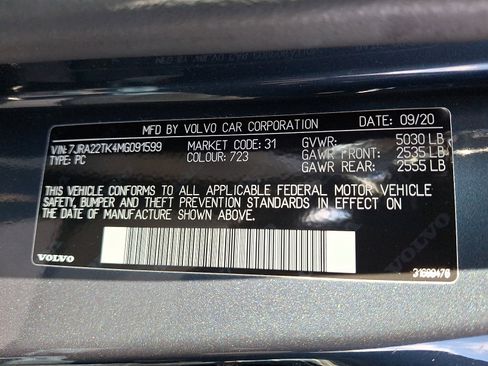 MFD. BY VOLVO CAR CORPORATION DATE: 09/20
VIN: 7JRA22TK4MG091599 MARKET CODE: 31 GVWR: 5030 LB
TYPE: PC COLOUR: 723 GAWR FRONT: 2535 LB
GAWR REAR: 2555 LB
THIS VEHICLE CONFORMS TO ALL APPLICABLE FEDERAL MOTOR VEHICLE
SAFETY, BUMPER AND THEFT PREVENTION STANDARDS IN EFFECT ON
THE DATE OF MANUFACTURE SHOWN ABOVE.
VOLVO